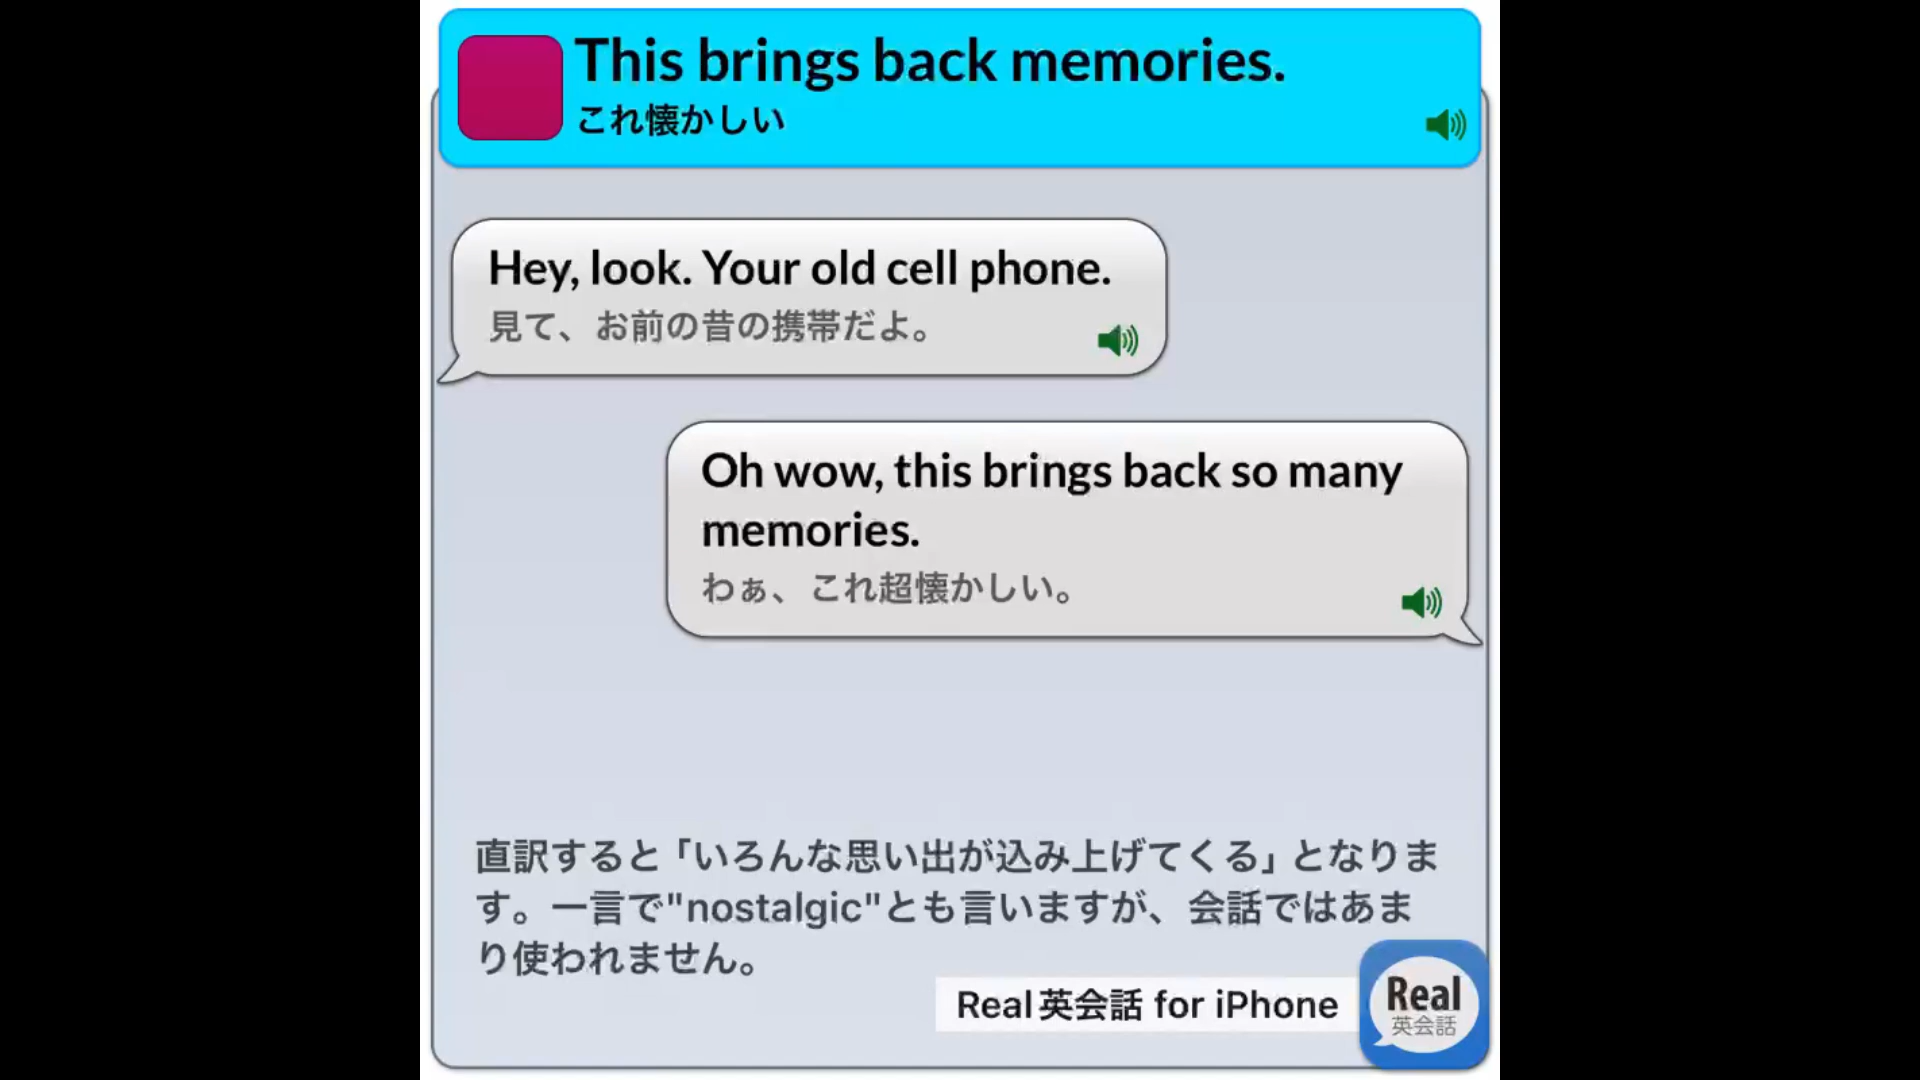 This brings back memories.
これ懐かしい
Hey, look. Your old cell phone.
見て、お前の昔の携帯だよ。
Oh wow, this brings back so many
memories.
わぁ、これ超懐かしい。
直訳すると「いろんな思い出が込み上げてくる」となりま
す。一言で"nostalgic"とも言いますが、会話ではあま
り使われません。
Real英会話 for iPhone
Real
英会話